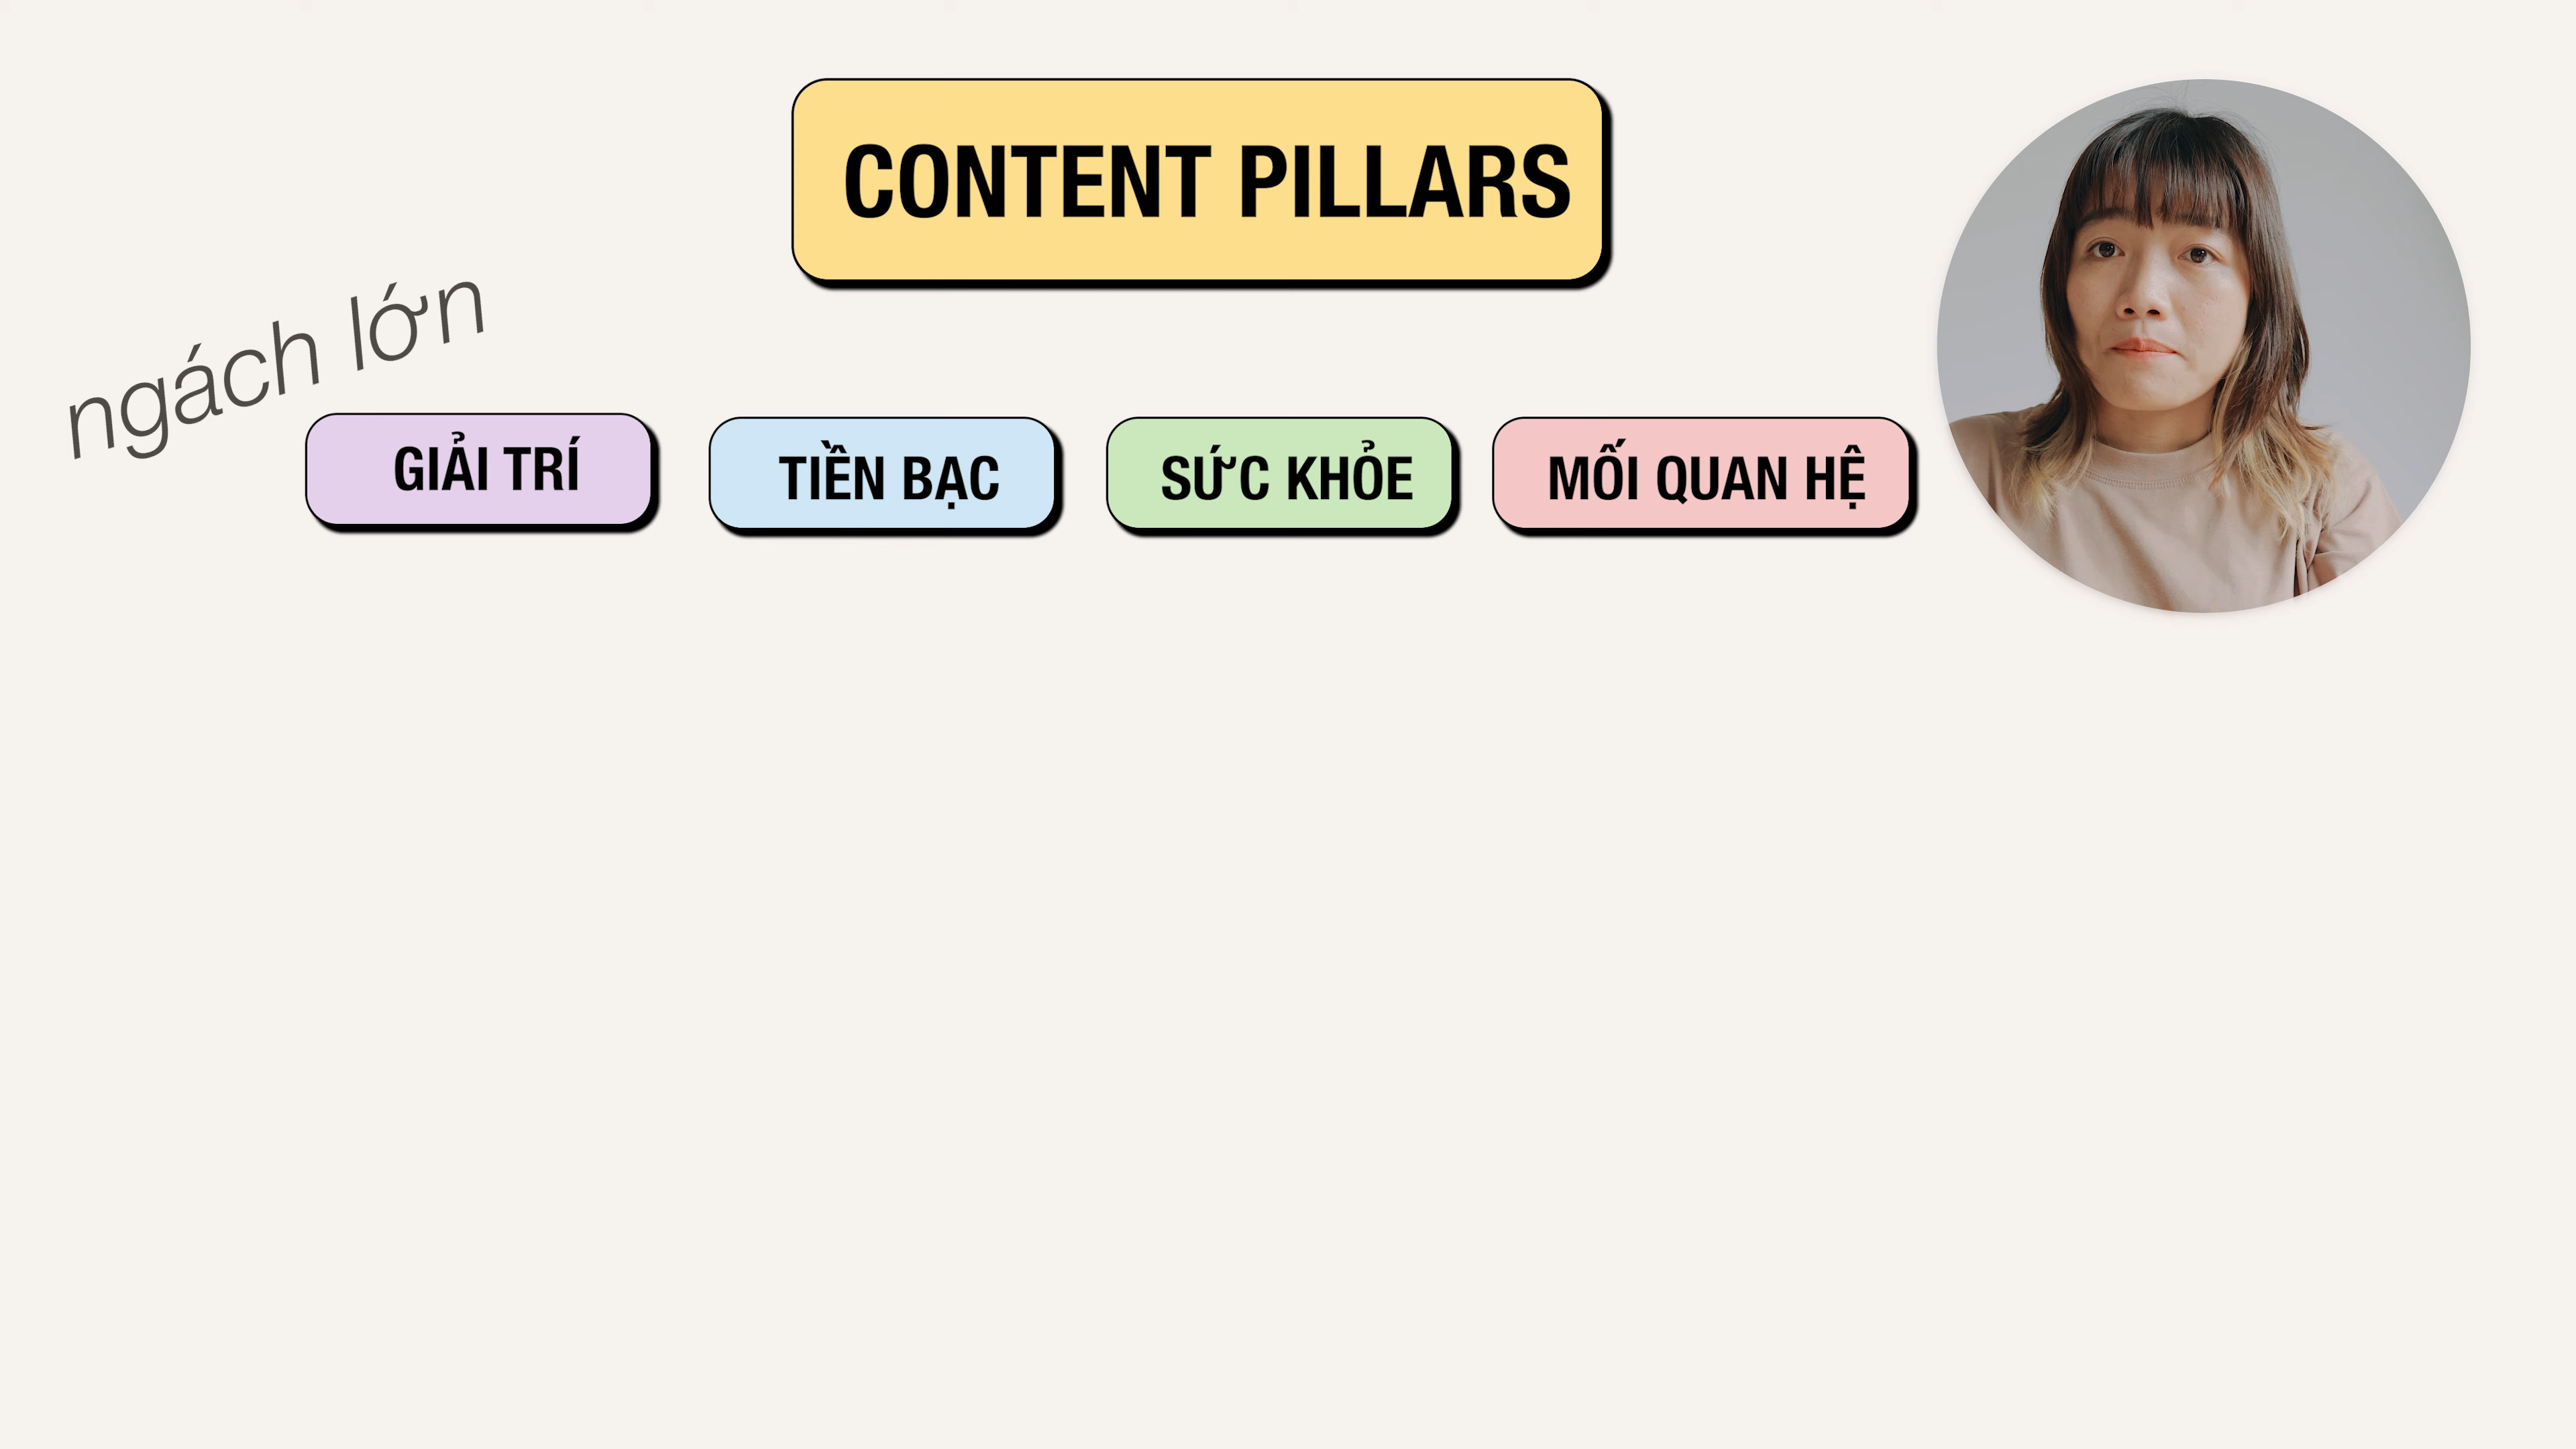 CONTENT PILLARS
ngách lớn
GIẢI TRÍ
TIỀN BẠC
SỨC KHỎE
MỐI QUAN HỆ